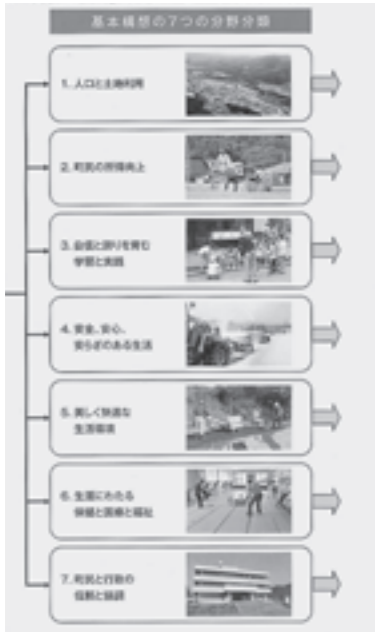 基本構想の7つの分野分類
1. 人口と土地利用
2. 町民の所得向上
3. 自信と誇りを育む
学習と実践
4. 安全、安心、
安らぎのある生活
5. 美しく快適な
生活環境
6. 生涯にわたる
保健と医療と福祉
7. 町民と行政の
信頼と協調